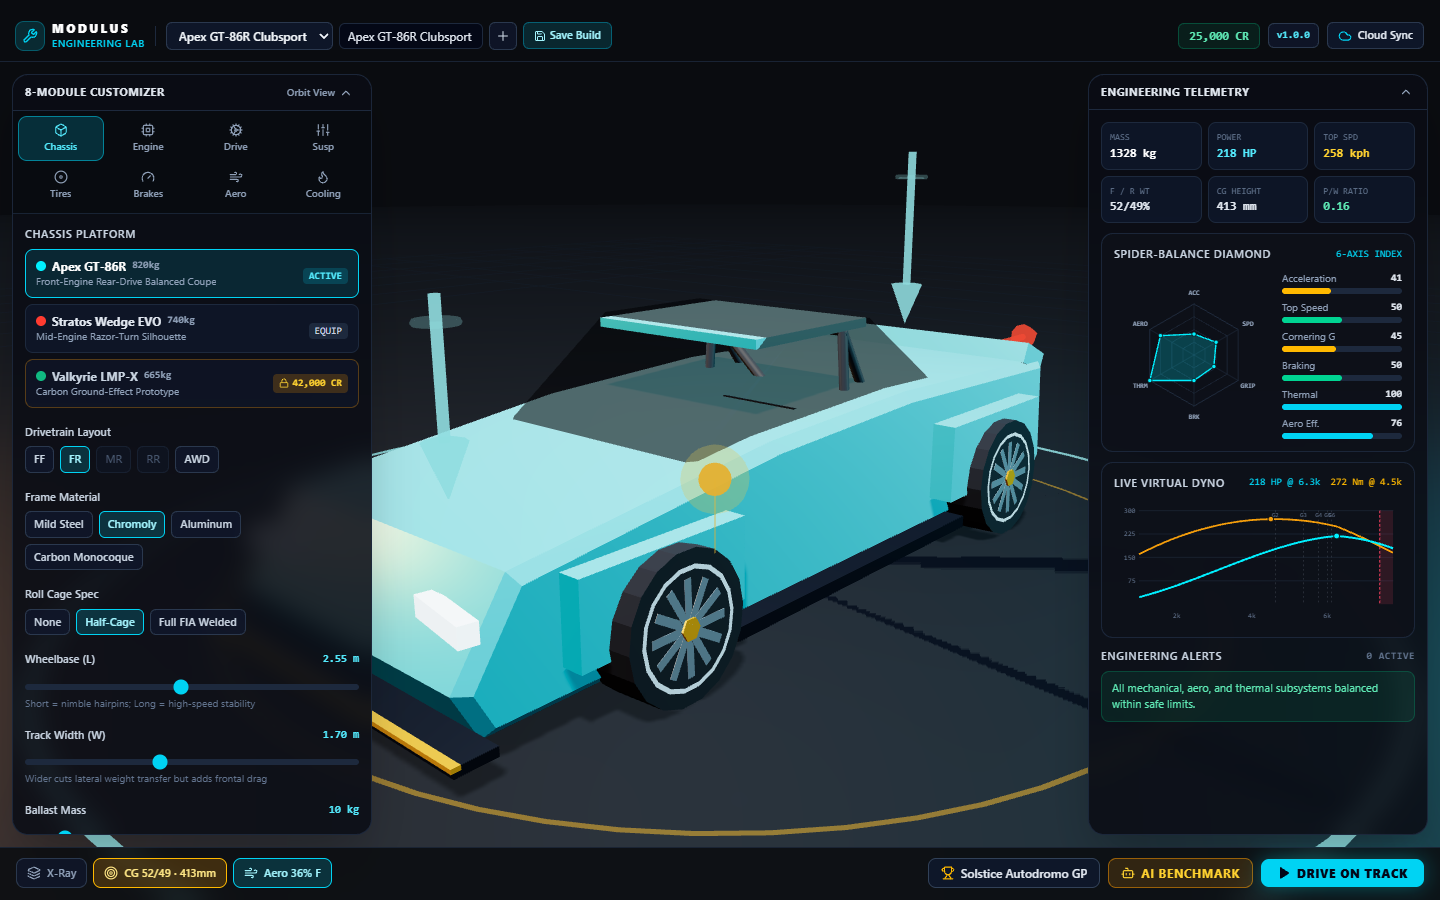 MODULUS
ENGINEERING LAB
Apex GT-86R Clubsport
Apex GT-86R Clubsport
Save Build
25,000 CR
v1.0.0
Cloud Sync
8-MODULE CUSTOMIZER
Orbit View
Chassis
Engine
Drive
Susp
Tires
Brakes
Aero
Cooling
CHASSIS PLATFORM
Apex GT-86R 820kg
Front-Engine Rear-Drive Balanced Coupe
ACTIVE
Stratos Wedge EVO 740kg
Mid-Engine Razor-Turn Silhouette
EQUIP
Valkyrie LMP-X 665kg
Carbon Ground-Effect Prototype
42,000 CR
Drivetrain Layout
FF FR MR RR AWD
Frame Material
Mild Steel Chromoly Aluminum
Carbon Monocoque
Roll Cage Spec
None Half-Cage Full FIA Welded
Wheelbase (L) 2.55 m
Short = nimble hairpins; Long = high-speed stability
Track Width (W) 1.70 m
Wider cuts lateral weight transfer but adds frontal drag
Ballast Mass 10 kg
X-Ray
CG 52/49 · 413mm
Aero 36% F
ENGINEERING TELEMETRY
MASS
1328 kg
POWER
218 HP
TOP SPD
258 kph
F / R WT
52/49%
CG HEIGHT
413 mm
P/W RATIO
0.16
SPIDER-BALANCE DIAMOND
6-AXIS INDEX
ACC
SPD
GRIP
BRK
THRM
AERO
Acceleration 41
Top Speed 50
Cornering G 45
Braking 50
Thermal 100
Aero Eff. 76
LIVE VIRTUAL DYNO
218 HP @ 6.3k 272 Nm @ 4.5k
300
225
150
75
G2 G3 G4
2k 4k 6k
ENGINEERING ALERTS
0 ACTIVE
All mechanical, aero, and thermal subsystems balanced
within safe limits.
Solstice Autodromo GP
AI BENCHMARK
DRIVE ON TRACK